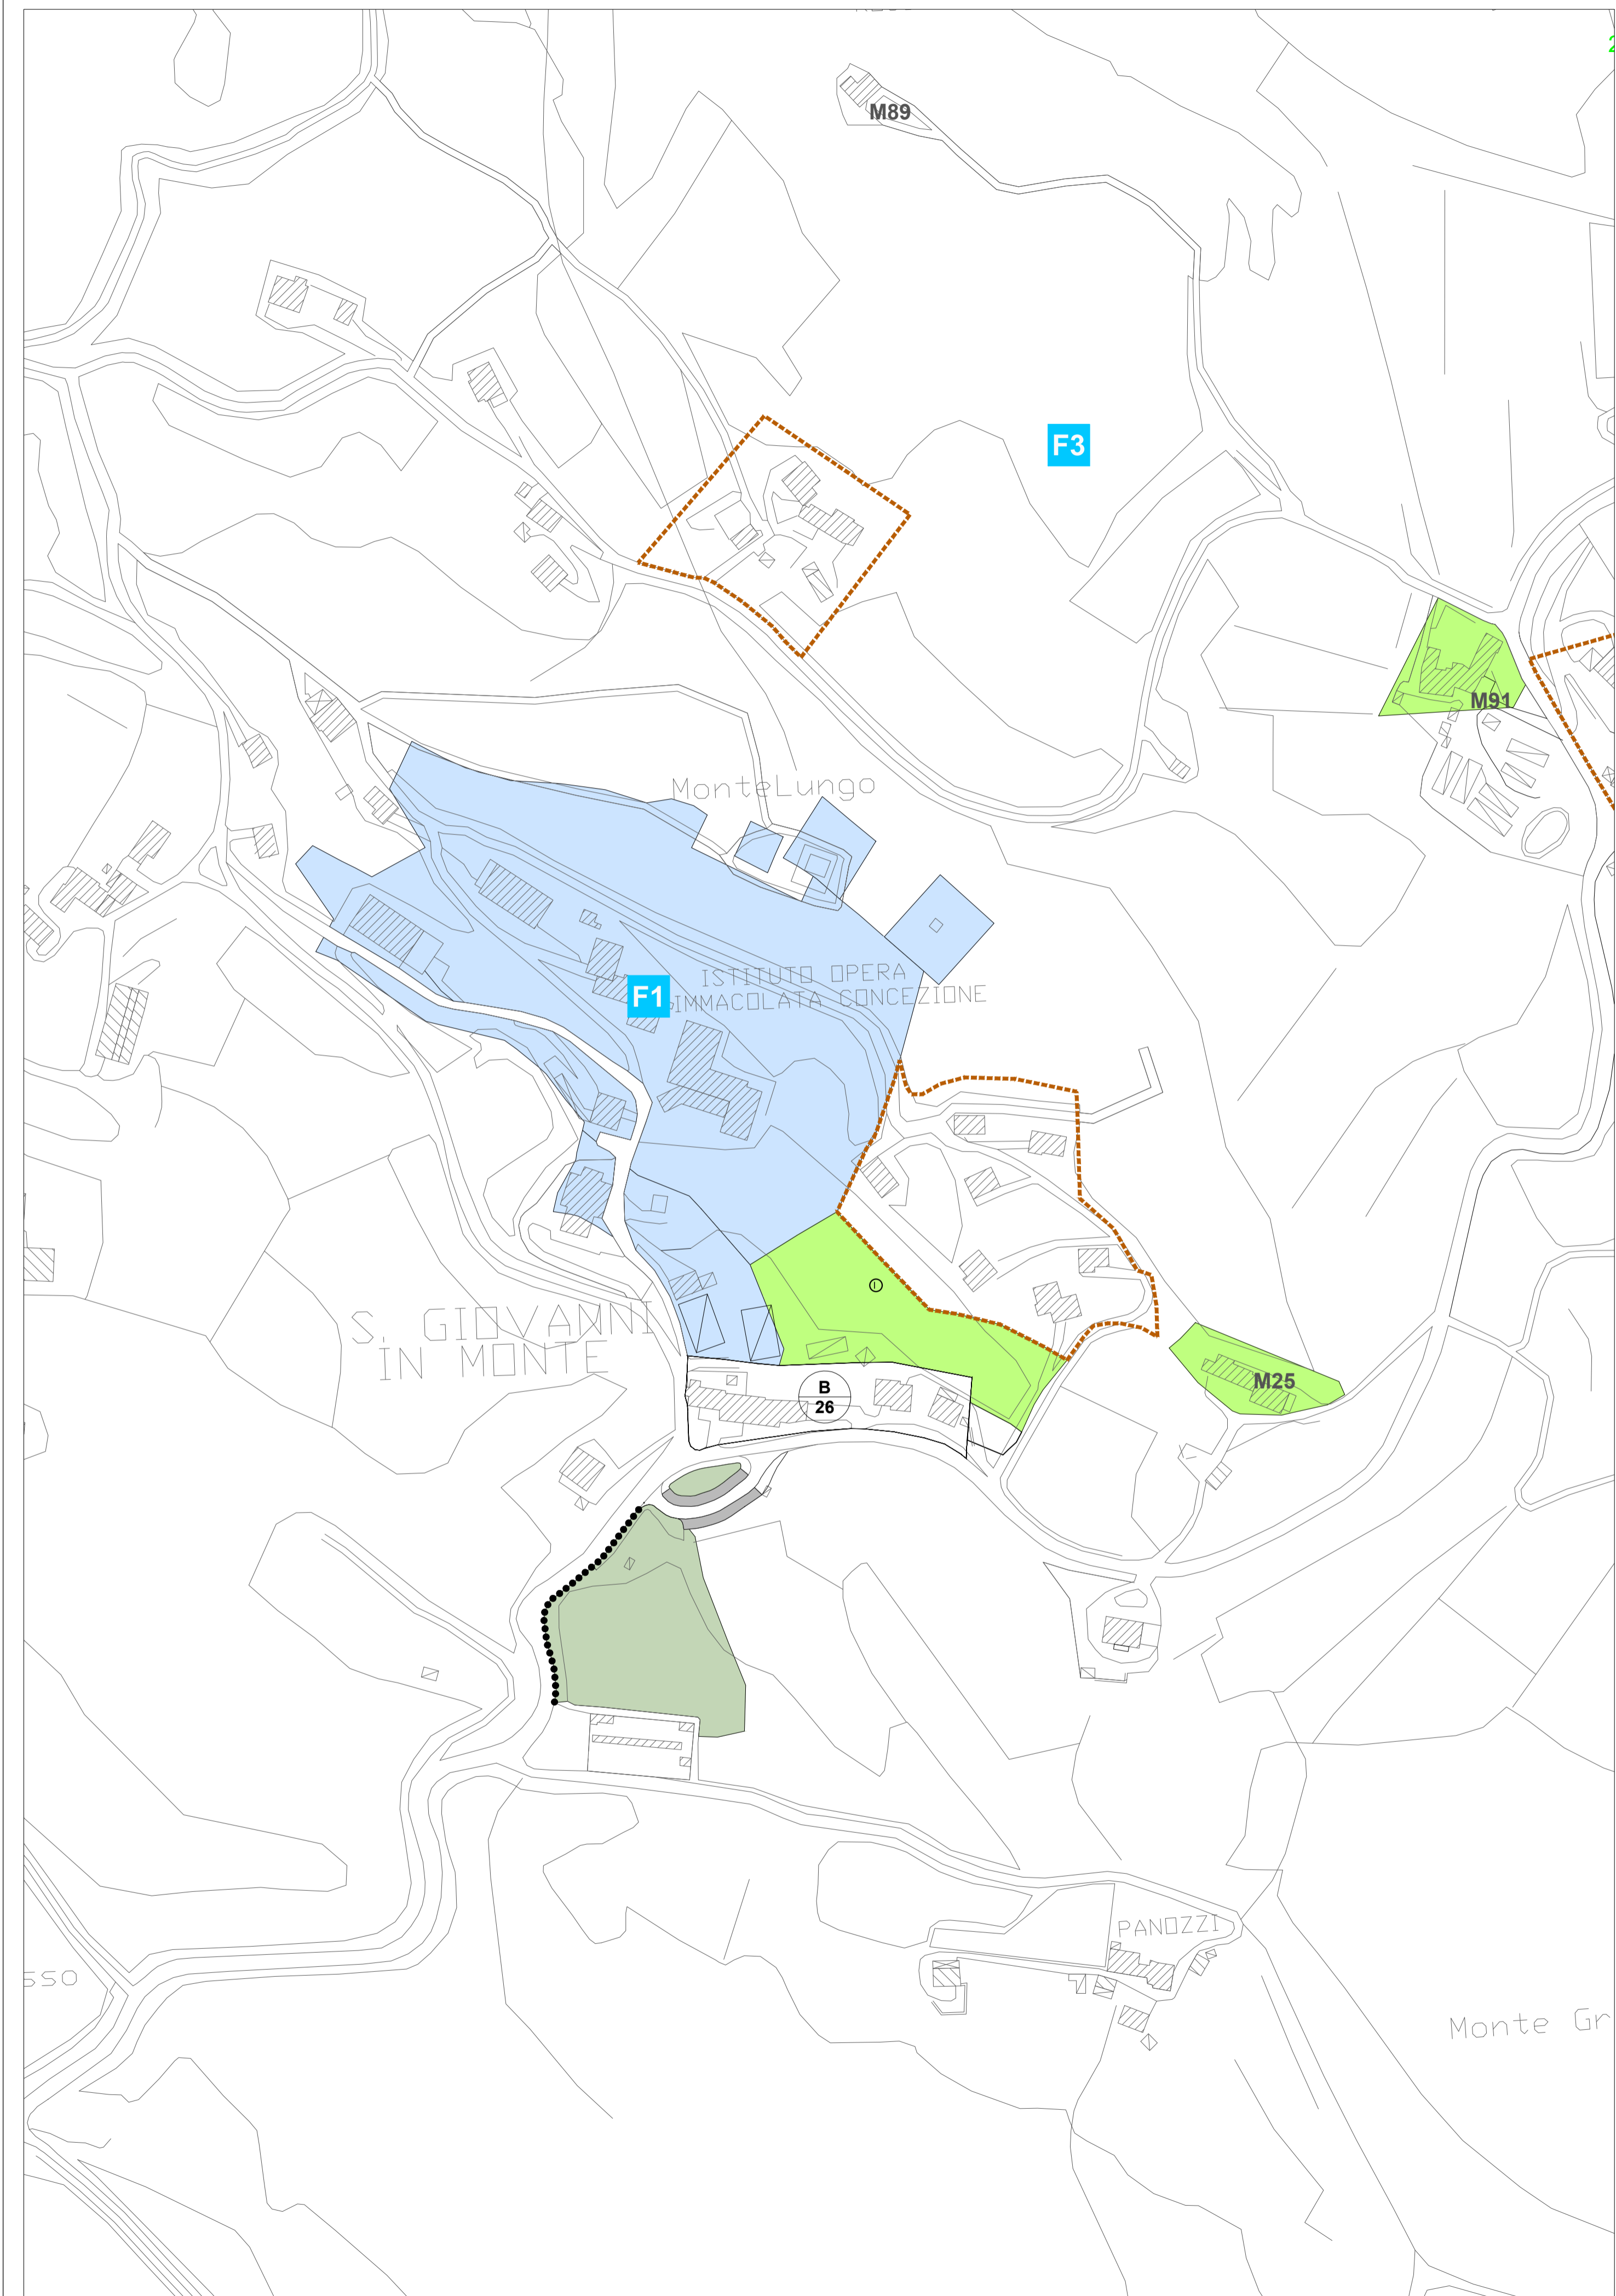 M89
F3
M91
MonteLungo
ISTITUTO OPERA
IMMACOLATA CONCEZIONE
F1
S. GIOVANNI
IN MONTE
B
26
M25
PANOZZI
SSO
Monte Gr